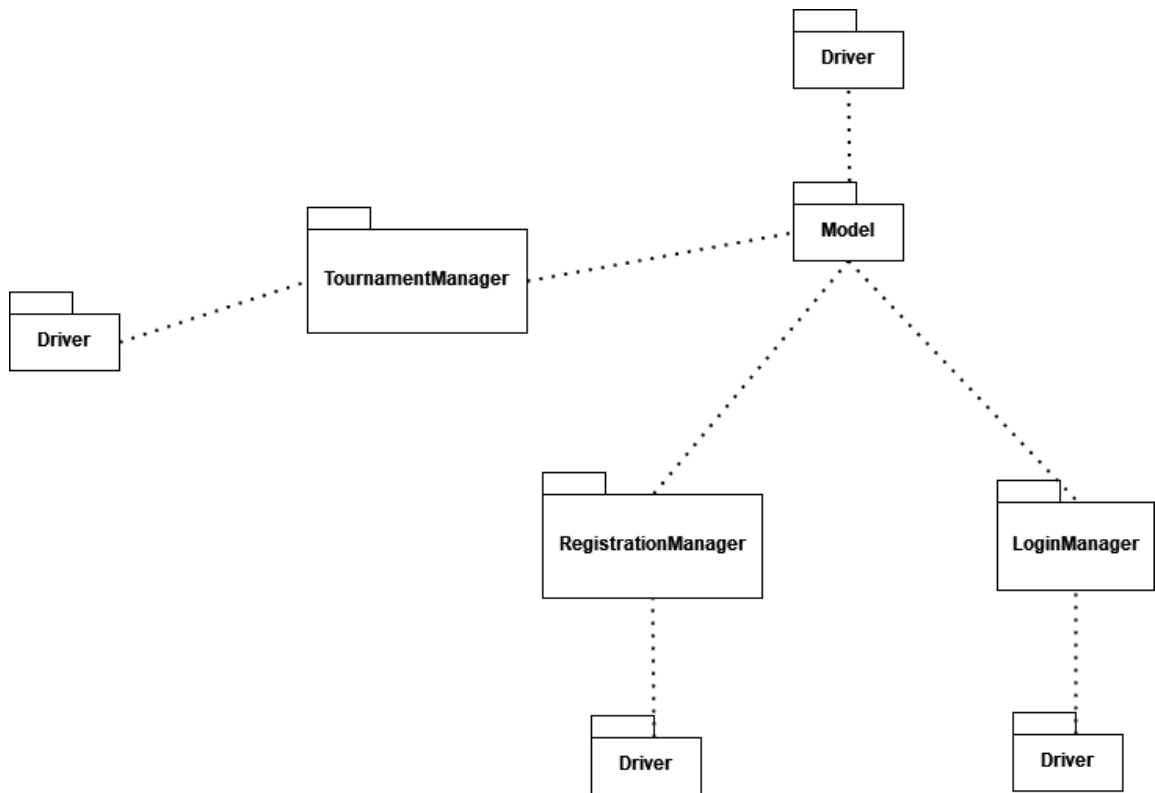 Driver
Model
TournamentManager
Driver
RegistrationManager
LoginManager
Driver
Driver